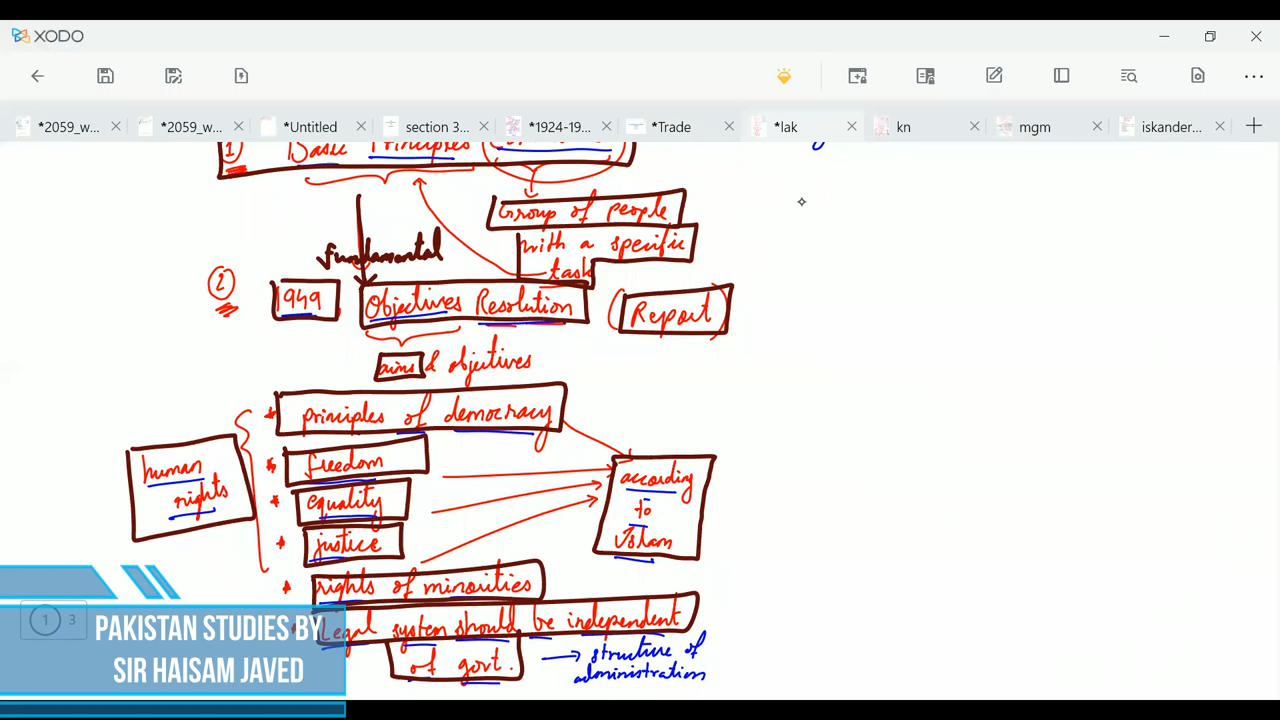 XODO
*2059_w...
*2059_w...
*Untitled
section 3...
*1924-19...
*Trade
*lak
kn
mgm
iskander...
1) Basic Principles
Group of people
with a specific
task
fundamental
2
1949 Objectives Resolution (Report)
aims & objectives
* principles of democracy
* freedom
* equality
* justice
human
rights
according
to
Islam
* rights of minorities
Legal system should be independent
of govt. → structure of
administration
1 3
PAKISTAN STUDIES BY
SIR HAISAM JAVED